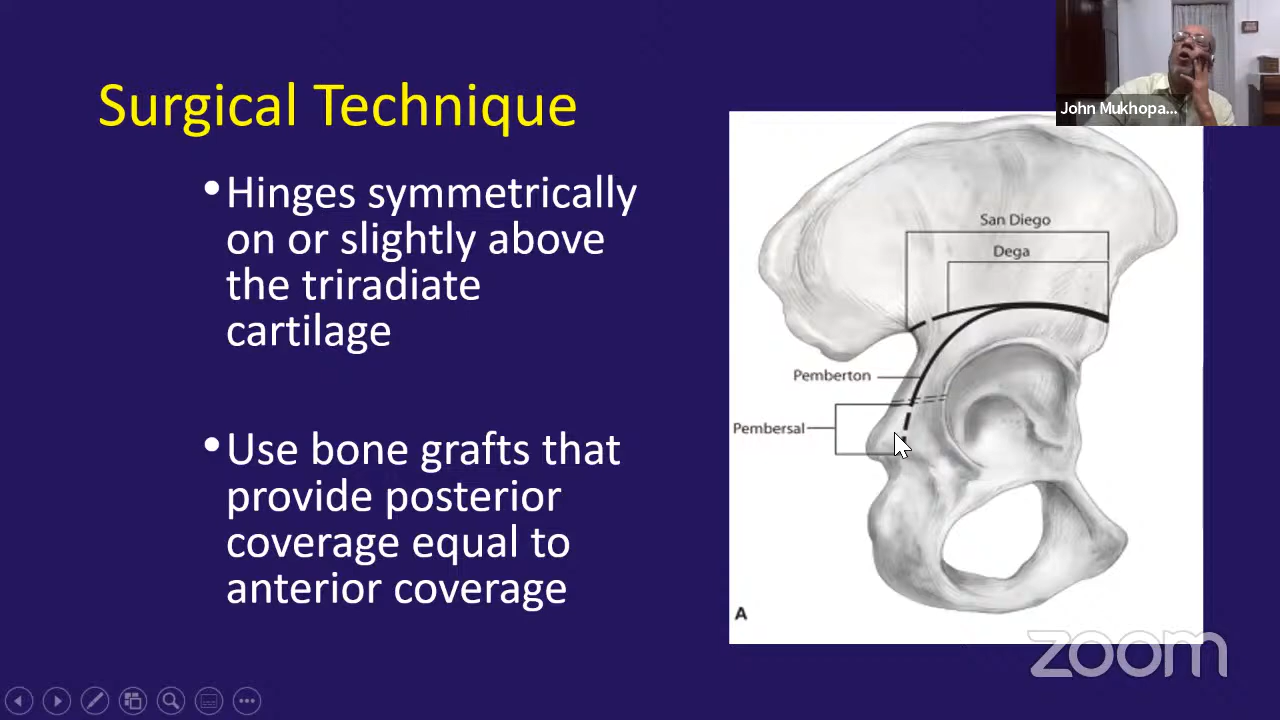 Surgical Technique
•Hinges symmetrically
on or slightly above
the triradiate
cartilage
•Use bone grafts that
provide posterior
coverage equal to
anterior coverage
John Mukhopa...
San Diego
Dega
Pemberton
Pembersal
A
zoom